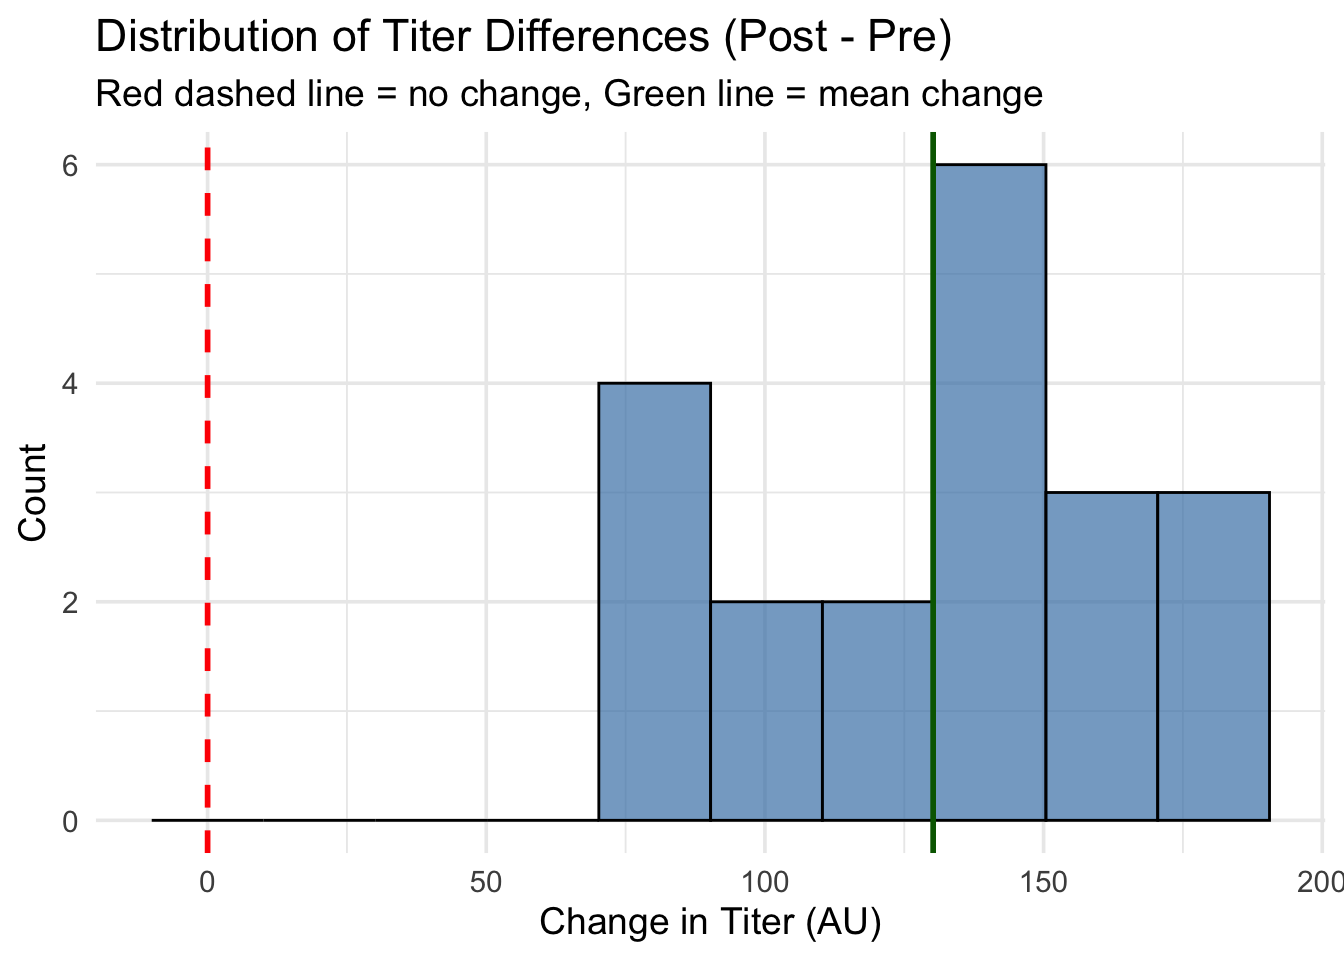 Distribution of Titer Differences (Post - Pre)
Red dashed line = no change, Green line = mean change
6
4
2
0
Count
0 50 100 150 200
Change in Titer (AU)